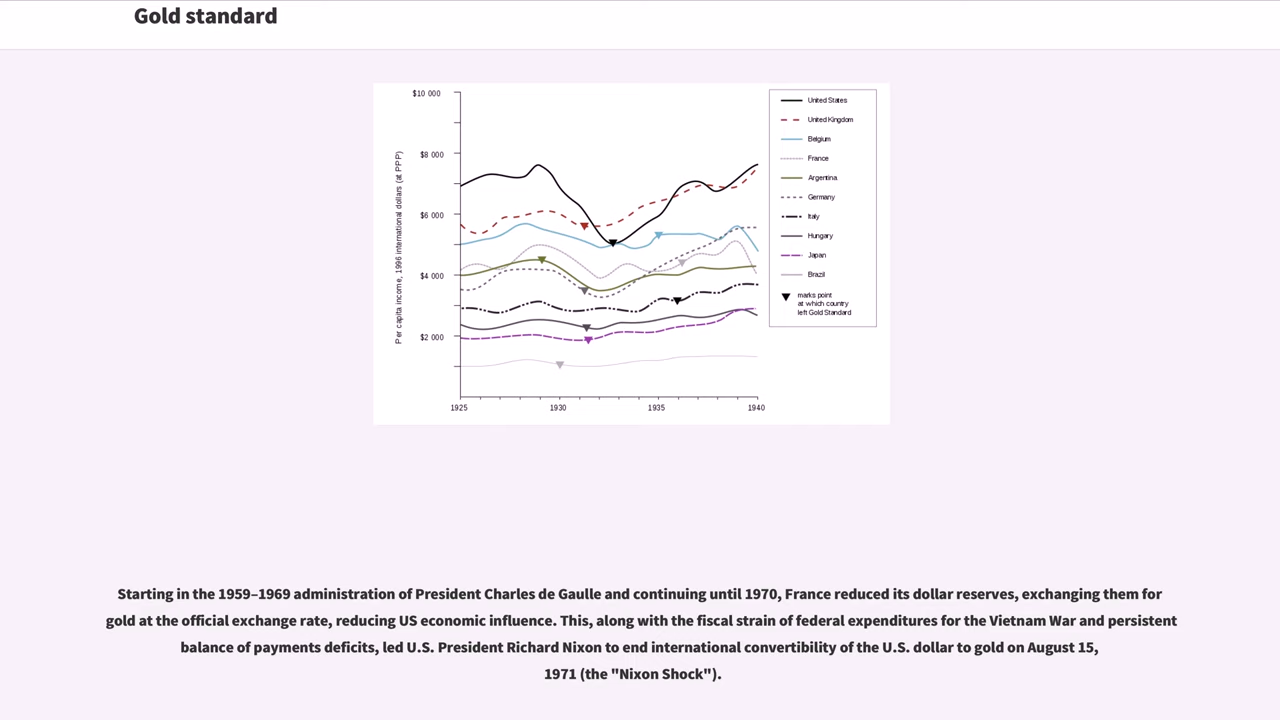 Gold standard
$10 000
$8 000
$6 000
$4 000
$2 000
Per capita income, 1996 international dollars (at PPP)
1925
1930
1935
1940
United States
United Kingdom
Belgium
France
Argentina
Germany
Italy
Hungary
Japan
Brazil
marks point
at which country
left Gold Standard
Starting in the 1959–1969 administration of President Charles de Gaulle and continuing until 1970, France reduced its dollar reserves, exchanging them for
gold at the official exchange rate, reducing US economic influence. This, along with the fiscal strain of federal expenditures for the Vietnam War and persistent
balance of payments deficits, led U.S. President Richard Nixon to end international convertibility of the U.S. dollar to gold on August 15,
1971 (the "Nixon Shock").